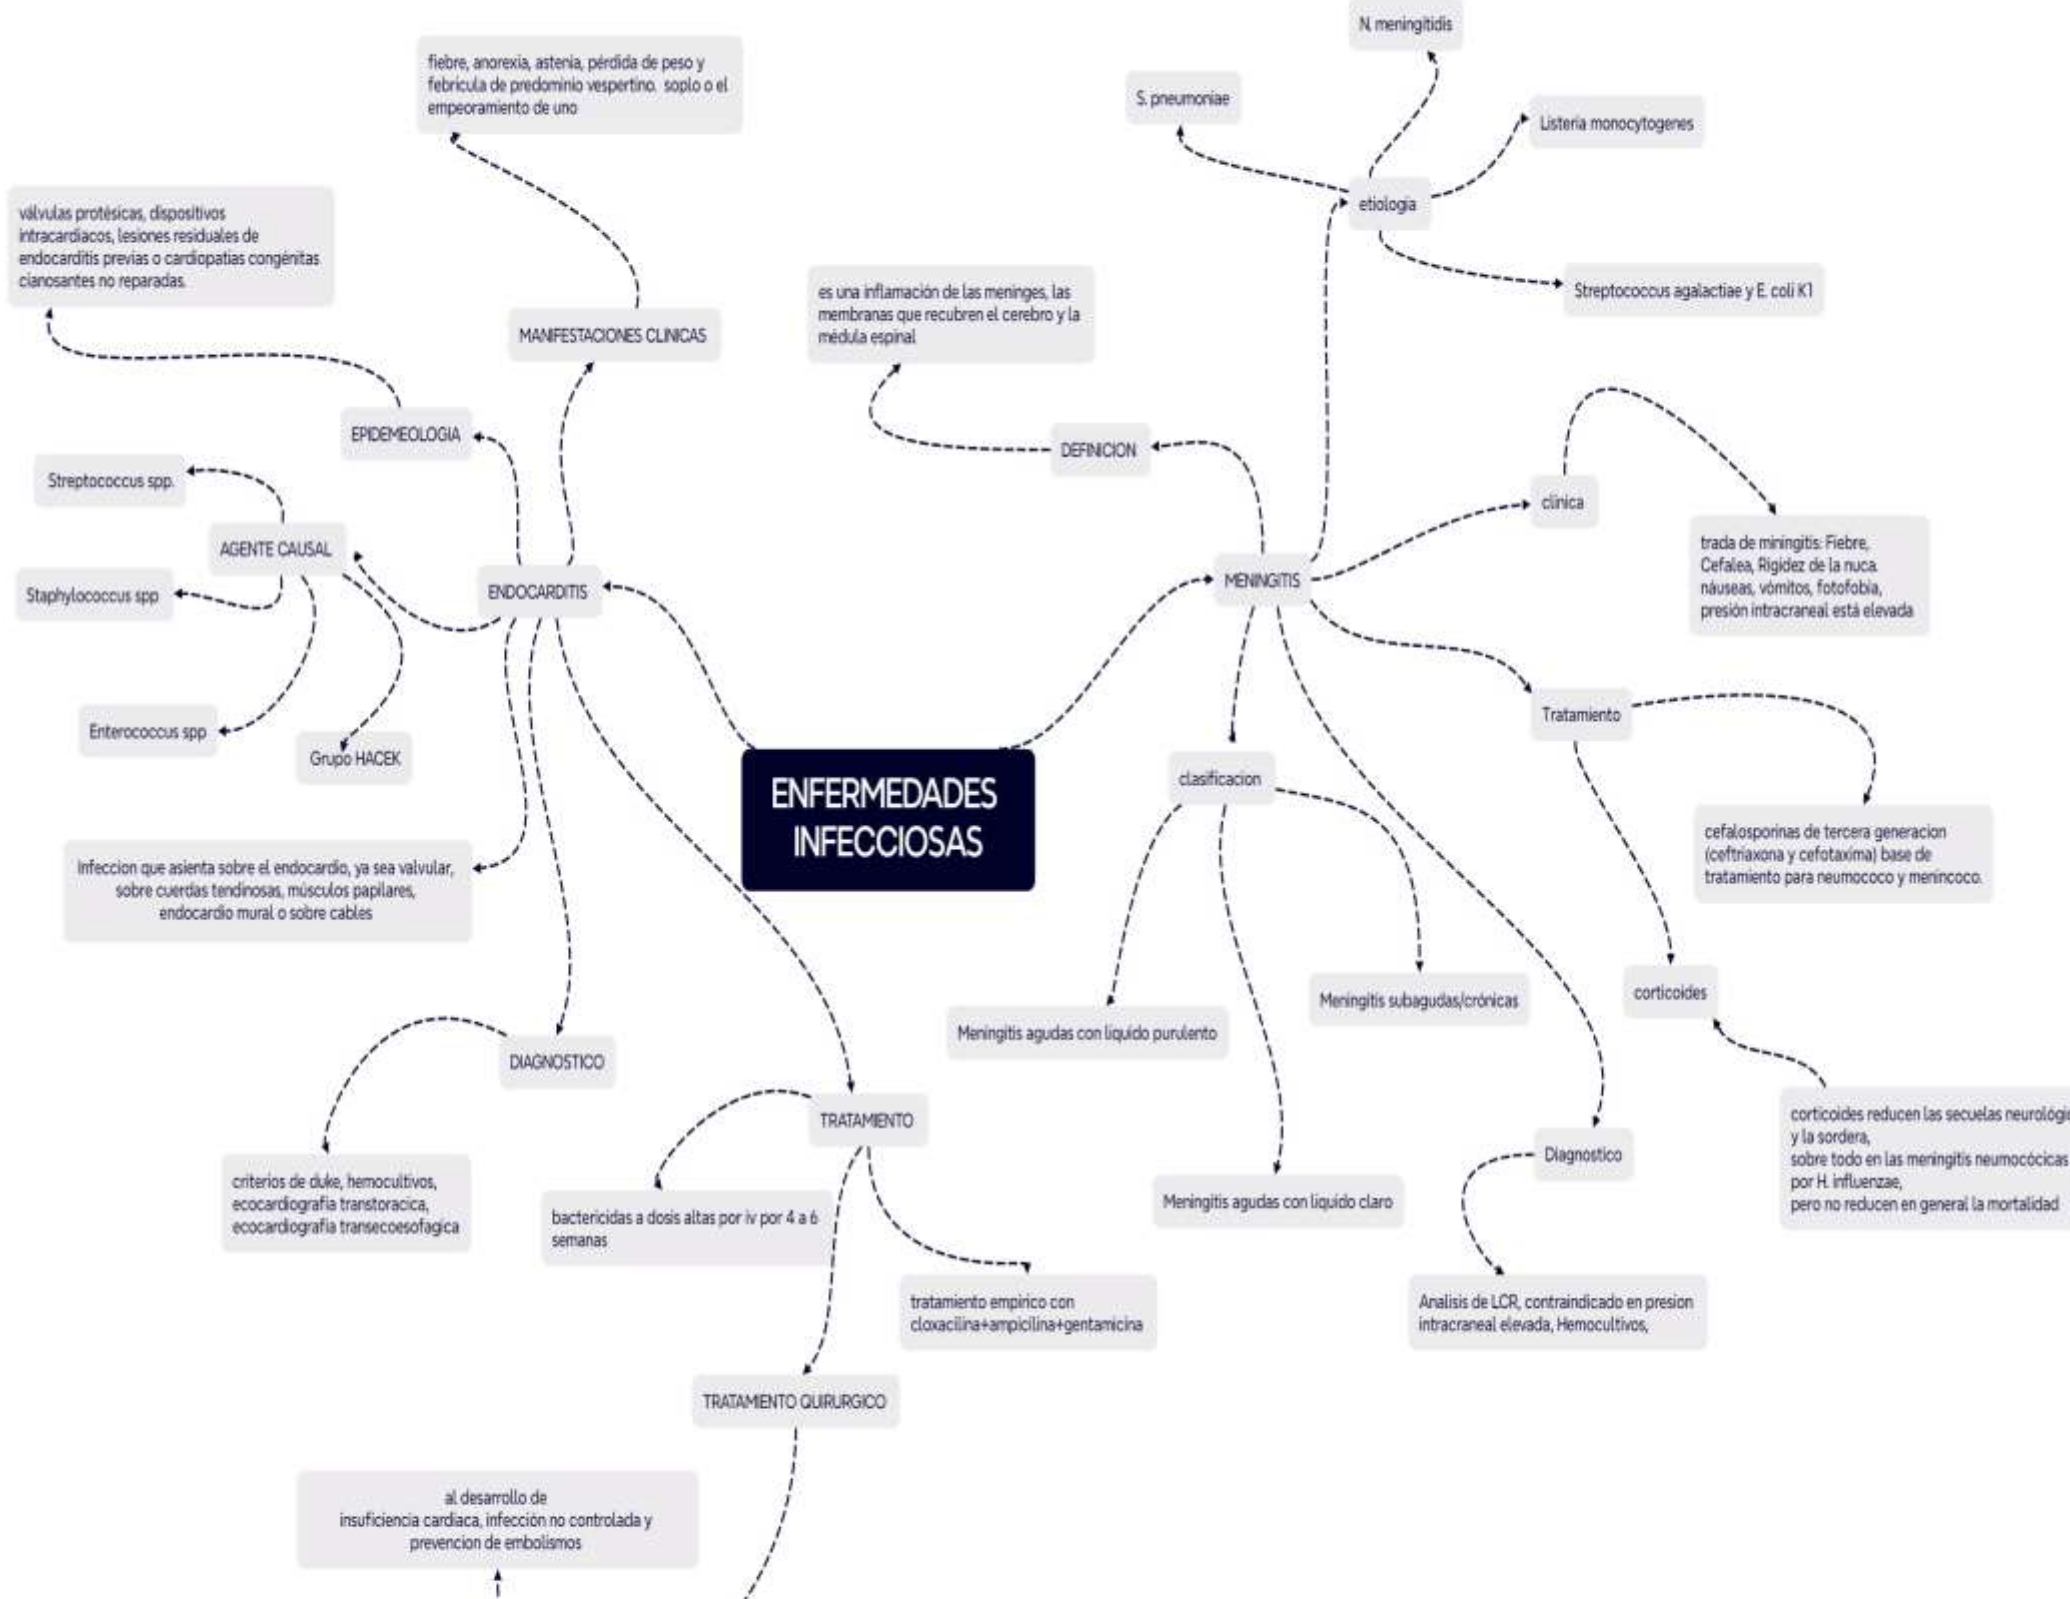 N. meningitidis
fiebre, anorexia, astenia, pérdida de peso y
febricula de predominio vespertino. soplo o el
empeoramiento de uno
S. pneumoniae
Listeria monocytogenes
etiologia
válvulas protésicas, dispositivos
intracardiacos, lesiones residuales de
endocarditis previas o cardiopatias congénitas
cianosantes no reparadas.
es una inflamación de las meninges, las
membranas que recubren el cerebro y la
médula espinal
Streptococcus agalactiae y E. coli K1
MANIFESTACIONES CLINICAS
EPIDEMEOLOGIA
DEFINICION
Streptococcus spp.
clinica
AGENTE CAUSAL
trada de miningitis: Fiebre,
Cefalea, Rigidez de la nuca.
náuseas, vómitos, fotofobia,
presión intracraneal está elevada
Staphylococcus spp
ENDOCARDITIS
MENINGITIS
Enterococcus spp
Grupo HACEK
Tratamiento
ENFERMEDADES
INFECCIOSAS
clasificacion
cefalosporinas de tercera generacion
(ceftriaxona y cefotaxima) base de
tratamiento para neumococo y menincoco.
Infeccion que asienta sobre el endocardio, ya sea valvular,
sobre cuerdas tendinosas, músculos papilares,
endocardio mural o sobre cables
Meningitis subagudas/crónicas
corticoides
Meningitis agudas con liquido purulento
DIAGNOSTICO
TRATAMIENTO
corticoides reducen las secuelas
y la sordera,
sobre todo en las meningitis neumocócicas
por H. influenzae,
pero no reducen en general la mortalidad
Diagnostico
criterios de duke, hemocultivos,
ecocardiografia transtoracica,
ecocardiografia transecoesofagica
bactericidas a dosis altas por iv por 4 a 6
semanas
Meningitis agudas con liquido claro
tratamiento empirico con
cloxacilina+ampicilina+gentamicina
Analisis de LCR, contraindicado en presion
intracraneal elevada, Hemocultivos,
TRATAMIENTO QUIRURGICO
al desarrollo de
insuficiencia cardiaca, infección no controlada y
prevencion de embolismos